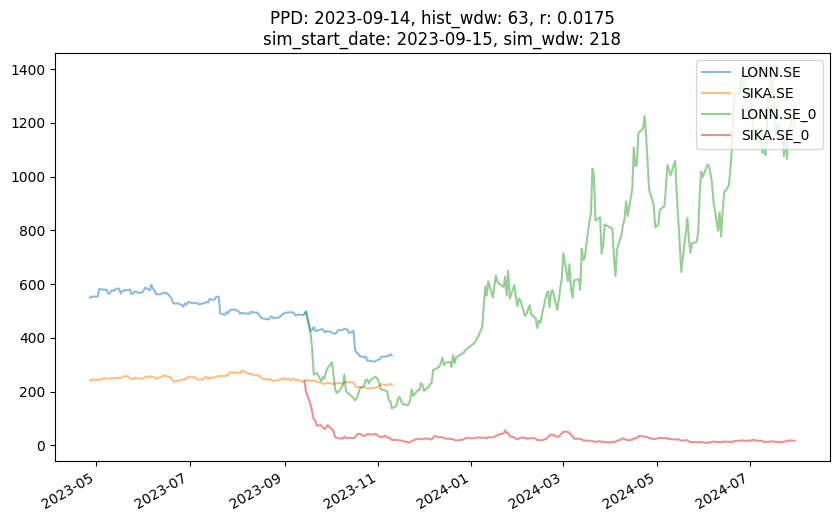 PPD: 2023-09-14, hist_wdw: 63, r: 0.0175
sim_start_date: 2023-09-15, sim_wdw: 218
1400
1200
1000
800
600
400
200
0
LONN.SE
SIKA.SE
LONN.SE_0
SIKA.SE_0
2023-05
2023-07
2023-09
2023-11
2024-01
2024-03
2024-05
2024-07